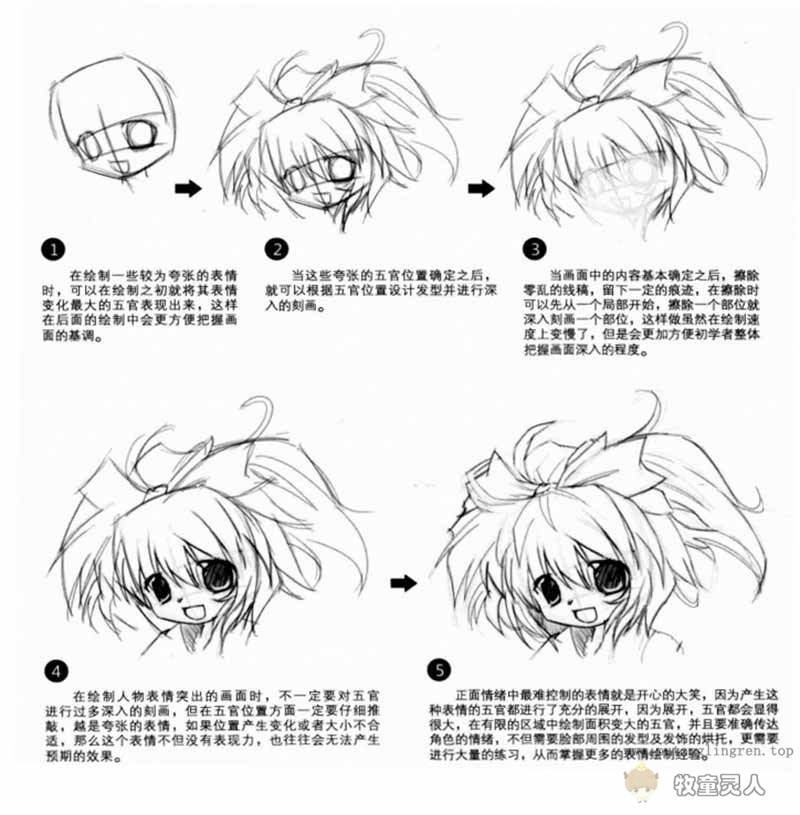 1
在绘制一些较为夸张的表情
时，可以在绘制之初就将其表情
变化最大的五官表现出来，这样
在后面的绘制中会更方便把握画
面的基调。
2
当这些夸张的五官位置确定之后，
就可以根据五官位置设计发型并进行深
入的刻画。
3
当画面中的内容基本确定之后，擦除
零乱的线稿，留下一定的痕迹，在擦除时
可以先从一个局部开始，擦除一个部位就
深入刻画一个部位，这样做虽然在绘制速
度上变慢了，但是会更加方便初学者整体
把握画面深入的程度。
4
在绘制人物表情突出的画面时，不一定要对五官
进行过多深入的刻画，但在五官位置方面一定要仔细推
敲，越是夸张的表情，如果位置产生变化或者大小不合
适，那么这个表情不但没有表现力，也往往会无法产生
预期的效果。
5
正面情绪中最难控制的表情就是开心的大笑，因为产生这
种表情的五官都进行了充分的展开，因为展开，五官都会显得
很大，在有限的区域中绘制面积变大的五官，并且要准确传达
角色的情绪，不但需要脸部周围的发型及发饰的烘托，更需要
进行大量的练习，从而掌握更多的表情绘制经验。
牧童灵人